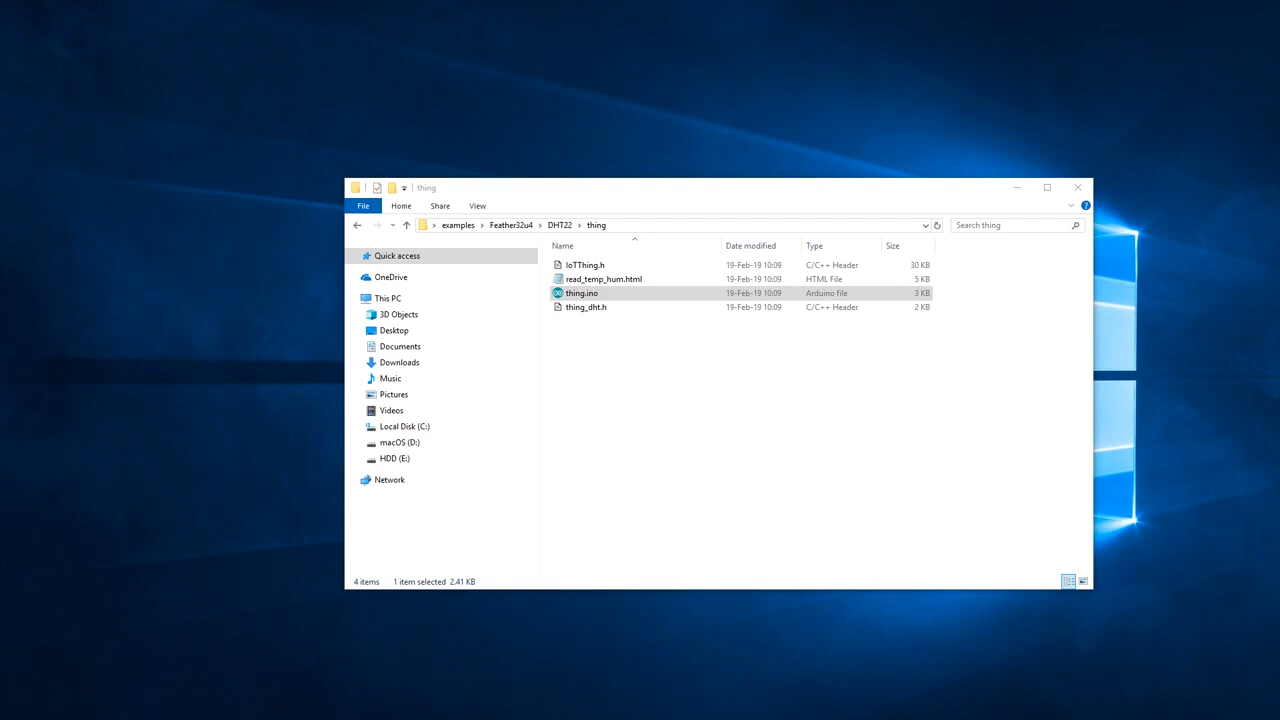 thing
File Home Share View
examples Feather32u4 DHT22 thing
Search thing
Name Date modified Type Size
Quick access
OneDrive
This PC
3D Objects
Desktop
Documents
Downloads
Music
Pictures
Videos
Local Disk (C:)
macOS (D:)
HDD (E:)
Network
IoTThing.h 19-Feb-19 10:09 C/C++ Header 30 KB
read_temp_hum.html 19-Feb-19 10:09 HTML File 5 KB
thing.ino 19-Feb-19 10:09 Arduino file 3 KB
thing_dht.h 19-Feb-19 10:09 C/C++ Header 2 KB
4 items 1 item selected 2.41 KB